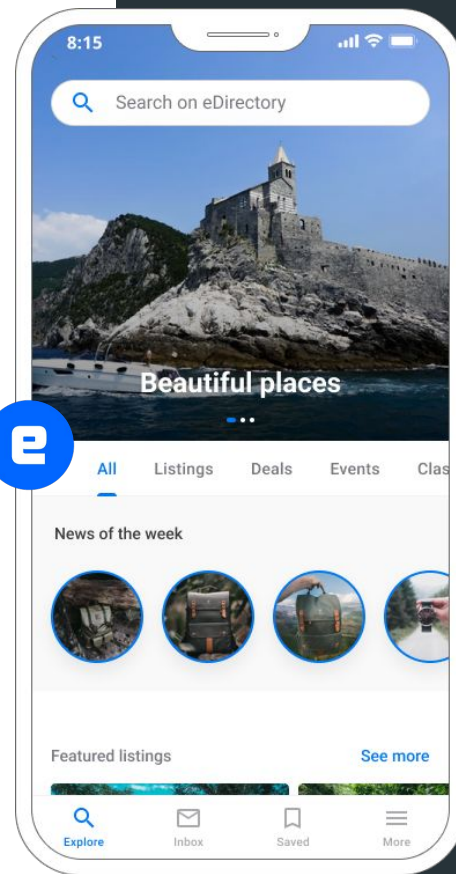 8:15
Search on eDirectory
Beautiful places
e
All Listings Deals Events Clas
News of the week
Featured listings
See more
Explore Inbox Saved More